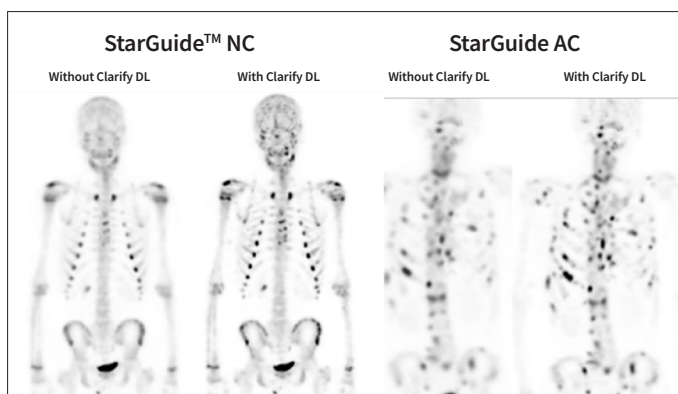 StarGuide™ NC
StarGuide AC
Without Clarify DL
With Clarify DL
Without Clarify DL
With Clarify DL